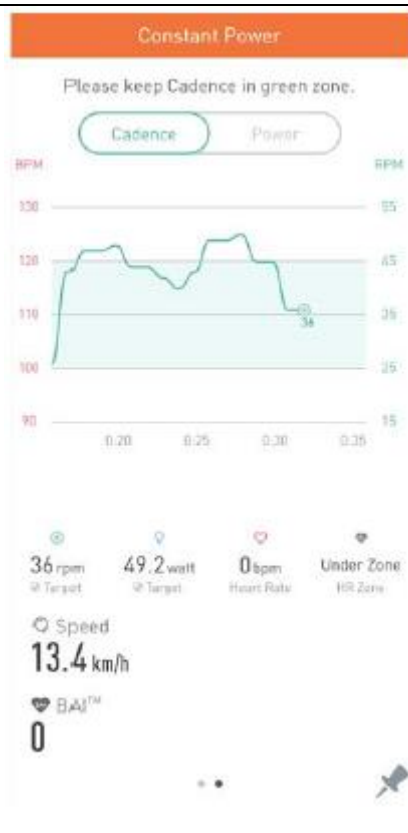 Constant Power
Please keep Cadence in green zone.
Cadence Power
BPM RPM
130 55
120 45
110 35
36
100 25
90 15
0.20 0.25 0.30 0.35
36 rpm 49.2 watt 0 bpm Under Zone
Target Target Heart Rate HR Zone
Speed
13.4 km/h
BAI™
0